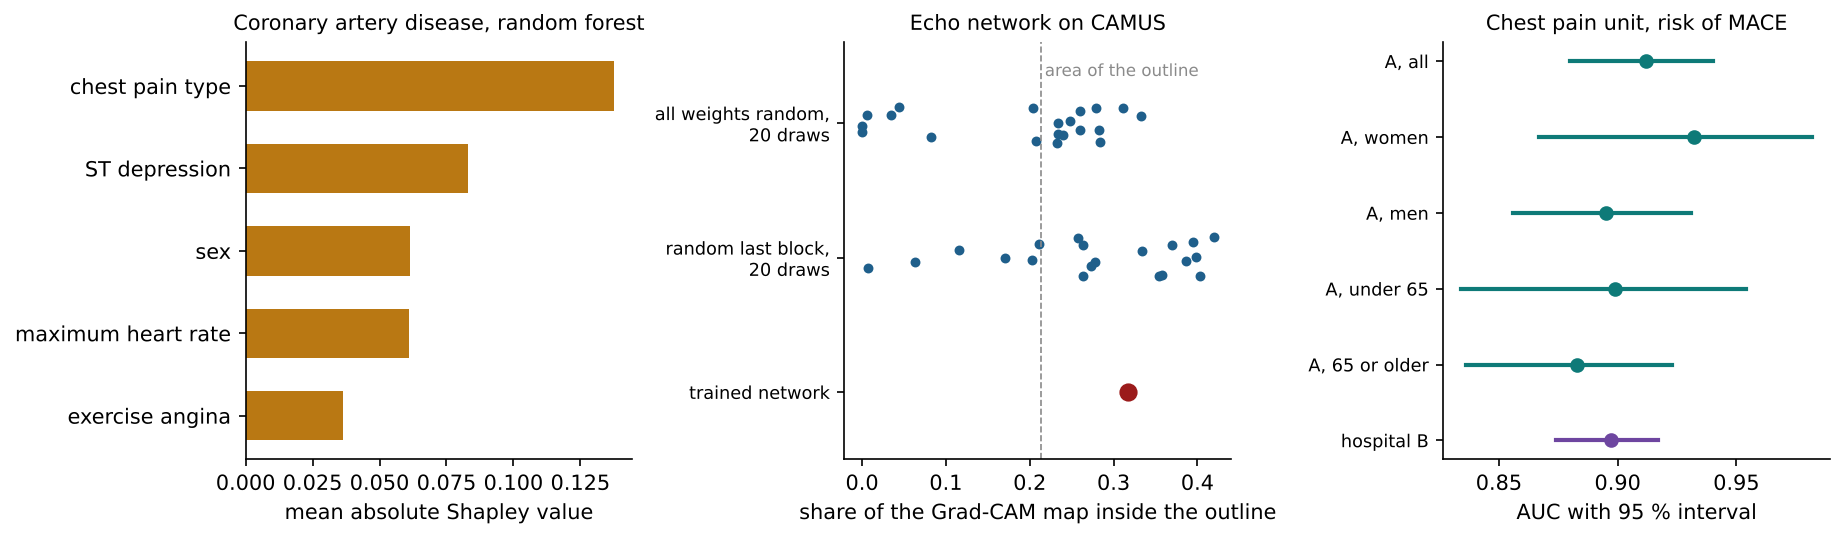 Coronary artery disease, random forest
chest pain type
ST depression
sex
maximum heart rate
exercise angina
0.000 0.025 0.050 0.075 0.100 0.125
mean absolute Shapley value
Echo network on CAMUS
area of the outline
all weights random,
20 draws
random last block,
20 draws
trained network
0.0 0.1 0.2 0.3 0.4
share of the Grad-CAM map inside the outline
Chest pain unit, risk of MACE
A, all
A, women
A, men
A, under 65
A, 65 or older
hospital B
0.85 0.90 0.95
AUC with 95 % interval